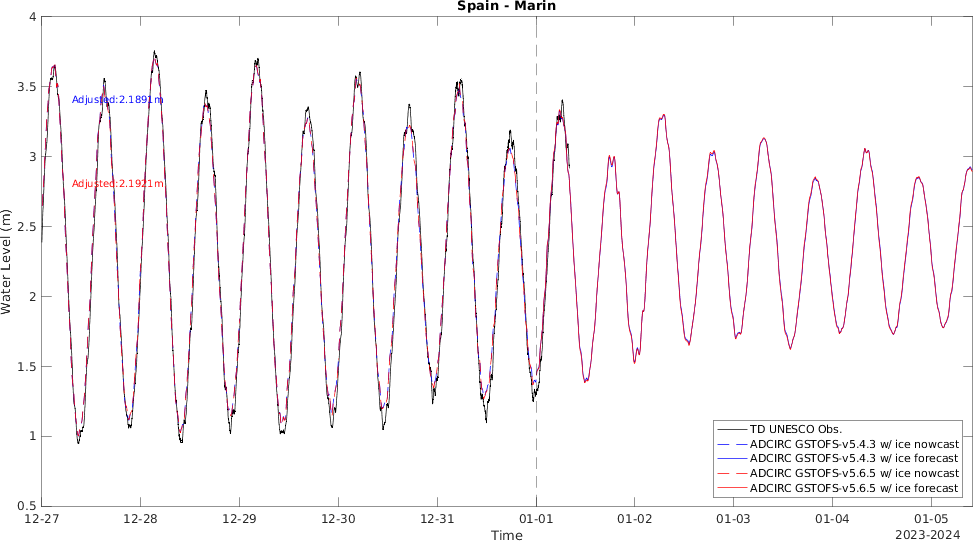 Spain - Marin
4
3.5
3
2.5
2
1.5
1
0.5
Water Level (m)
Adjusted:2.1891m
Adjusted:2.1921m
TD UNESCO Obs.
ADCIRC GSTOFS-v5.4.3 w/ ice nowcast
ADCIRC GSTOFS-v5.4.3 w/ ice forecast
ADCIRC GSTOFS-v5.6.5 w/ ice nowcast
ADCIRC GSTOFS-v5.6.5 w/ ice forecast
12-27 12-28 12-29 12-30 12-31 01-01 01-02 01-03 01-04 01-05
Time
2023-2024